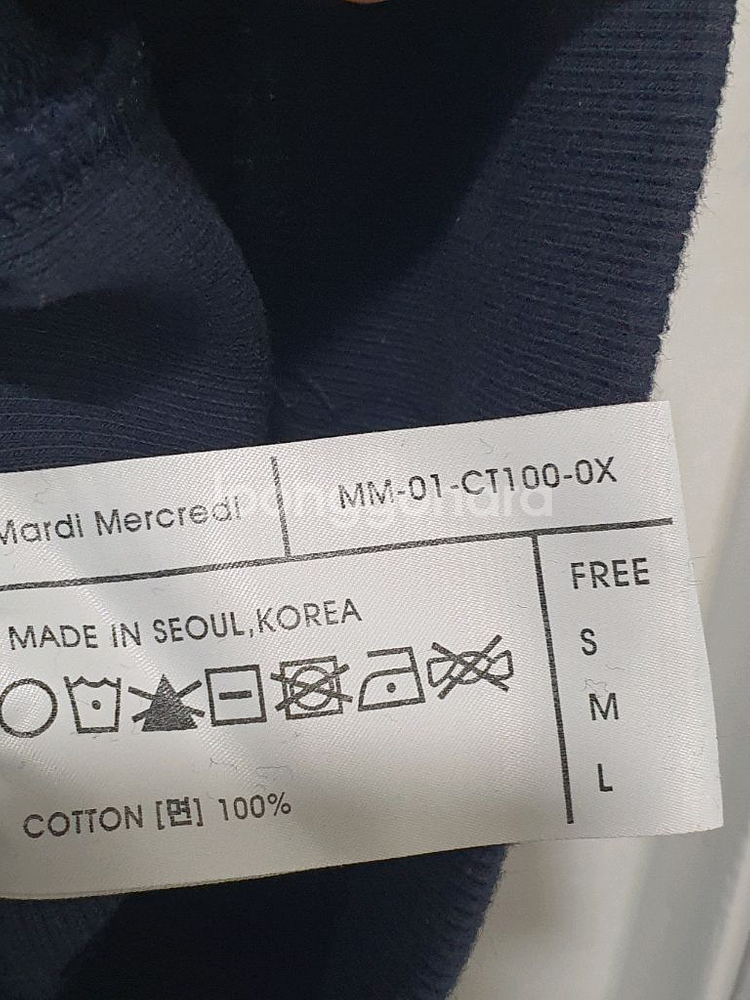 Mardi Mercredi
MM-01-CT100-0X
MADE IN SEOUL,KOREA
COTTON [면] 100%
FREE
S
M
L